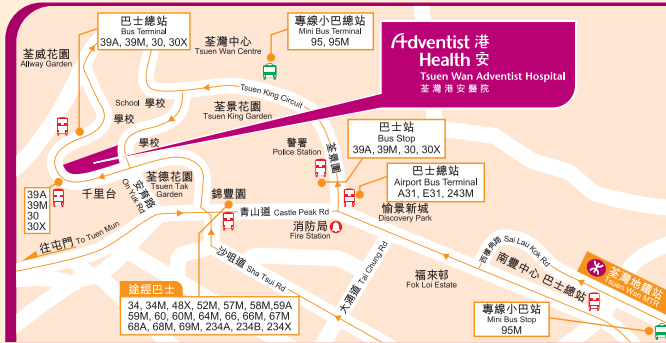 荃威花園
Allway Garden
巴士總站
Bus Terminal
39A, 39M, 30, 30X
荃灣中心
Tsuen Wan Centre
專線小巴總站
Mini Bus Terminal
95, 95M
Adventist 港
Health 安
Tsuen Wan Adventist Hospital
荃灣港安醫院
Tsuen King Circuit
School 學校
學校
學校
荃景花園
Tsuen King Garden
警署
Police Station
荃景圍
巴士站
Bus Stop
39A, 39M, 30, 30X
巴士總站
Airport Bus Terminal
A31, E31, 243M
愉景新城
Discovery Park
39A
39M
30
30X
千里台
安育路
On Yuk Rd
荃德花園
Tsuen Tak
Garden
錦豐園
青山道 Castle Peak Rd
消防局
Fire Station
往屯門 To Tuen Mun
沙咀道 Sha Tsui Rd
大涌道 Tai Chung Rd
福來邨
Fok Loi Estate
西樓角路 Sai Lau Kok Rd
南豐中心 巴士總站
荃灣地鐵站
Tsuen Wan MTR
途經巴士
34, 34M, 48X, 52M, 57M, 58M,59A
59M, 60, 60M, 64M, 66, 66M, 67M
68A, 68M, 69M, 234A, 234B, 234X
專線小巴站
Mini Bus Stop
95M